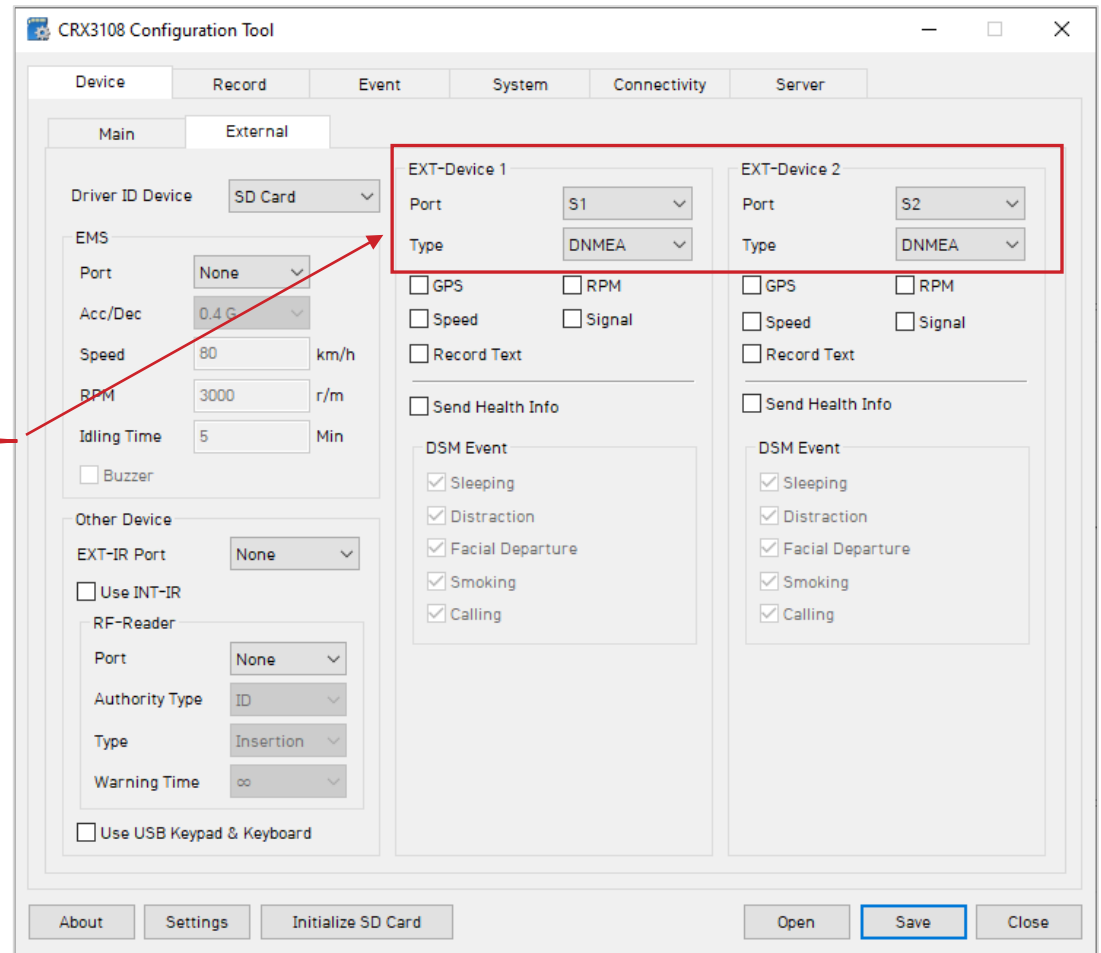 CRX3108 Configuration Tool
Device Record Event System Connectivity Server
Main External
Driver ID Device SD Card
EMS
Port None
Acc/Dec 0.4 G
Speed 80 km/h
RPM 3000 r/m
Idling Time 5 Min
Buzzer
Other Device
EXT-IR Port None
Use INT-IR
RF-Reader
Port None
Authority Type ID
Type Insertion
Warning Time ∞
Use USB Keypad & Keyboard
EXT-Device 1
Port S1
Type DNMEA
GPS RPM
Speed Signal
Record Text
Send Health Info
DSM Event
Sleeping
Distraction
Facial Departure
Smoking
Calling
EXT-Device 2
Port S2
Type DNMEA
GPS RPM
Speed Signal
Record Text
Send Health Info
DSM Event
Sleeping
Distraction
Facial Departure
Smoking
Calling
About Settings Initialize SD Card Open Save Close